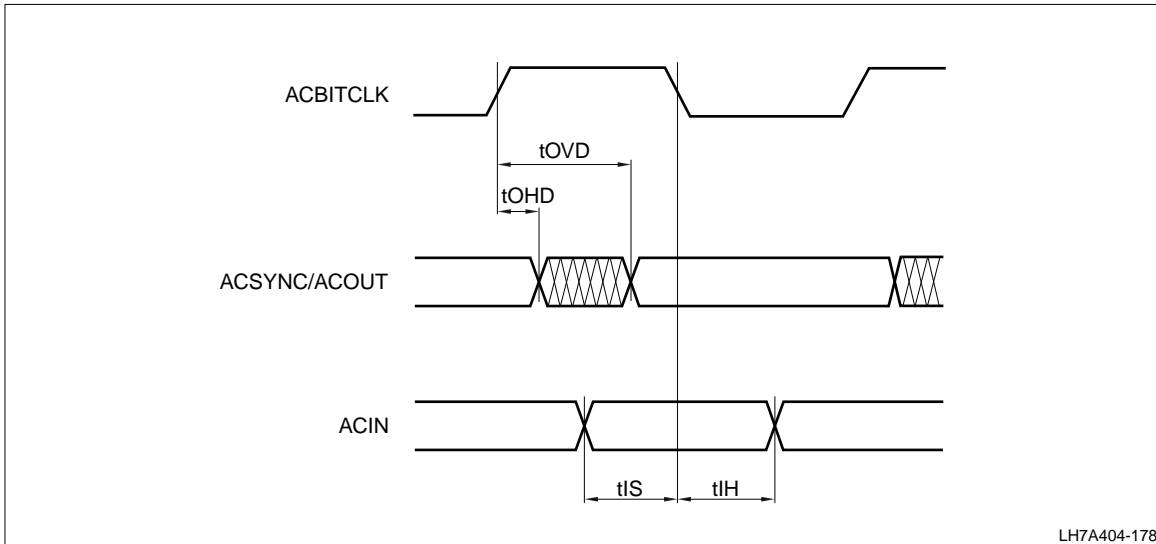 ACBITCLK
tOVD
tOHD
ACSYNC/ACOUT
ACIN
tIS
tIH
LH7A404-178